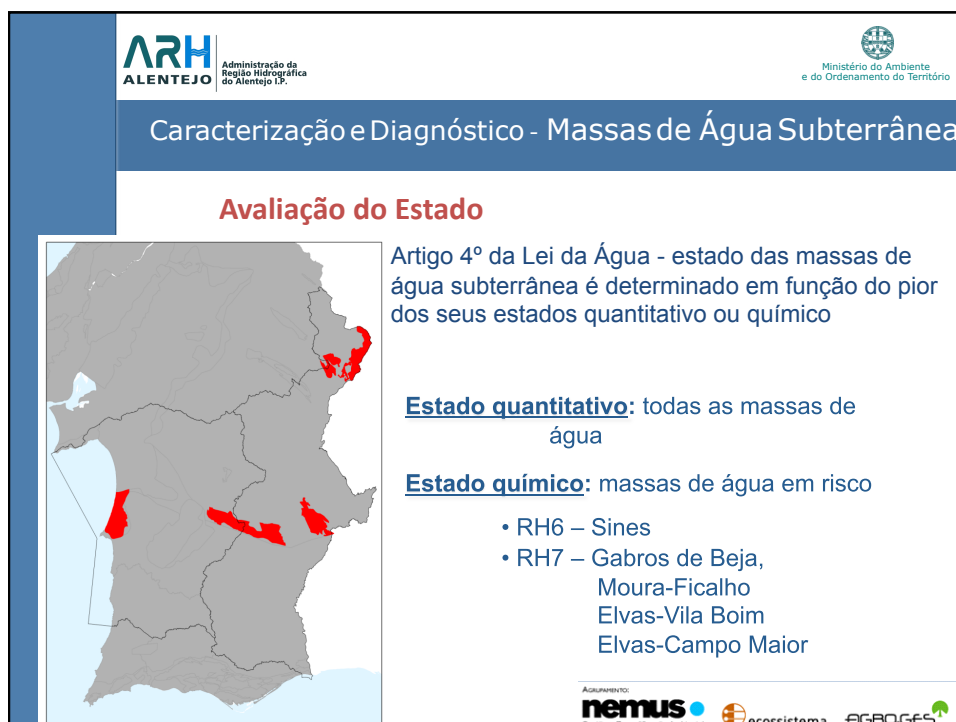 ARH
ALENTEJO
Administração da
Região Hidrográfica
do Alentejo I.P.
Ministério do Ambiente
e do Ordenamento do Território
Caracterização e Diagnóstico - Massas de Água Subterrânea
Avaliação do Estado
Artigo 4º da Lei da Água - estado das massas de
água subterrânea é determinado em função do pior
dos seus estados quantitativo ou químico
Estado quantitativo: todas as massas de
água
Estado químico: massas de água em risco
• RH6 – Sines
• RH7 – Gabros de Beja,
Moura-Ficalho
Elvas-Vila Boim
Elvas-Campo Maior
AGRUPAMENTO:
nemus
ecossistema
AGROGES